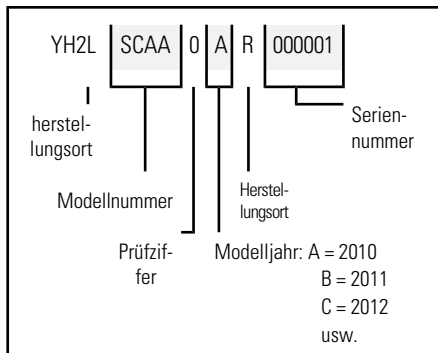 YH2L SCAA 0 A R 000001
herstel-
lungsort
Serien-
nummer
Modellnummer
Herstel-
lungsort
Prüfzif-
fer
Modelljahr: A = 2010
B = 2011
C = 2012
usw.